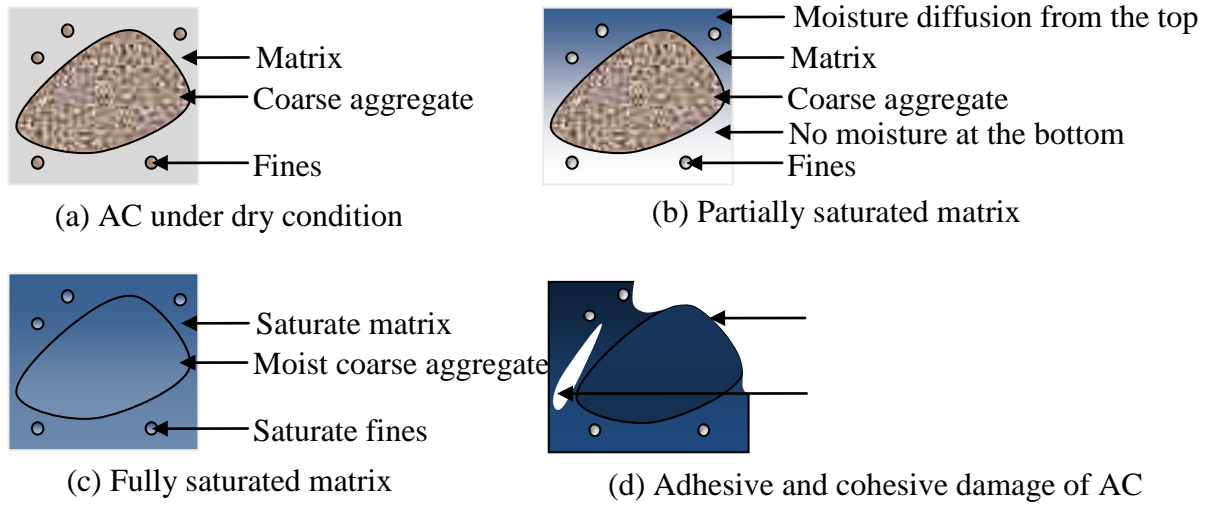 Matrix
Coarse aggregate
Fines
(a) AC under dry condition
Moisture diffusion from the top
Matrix
Coarse aggregate
No moisture at the bottom
Fines
(b) Partially saturated matrix
Saturate matrix
Moist coarse aggregate
Saturate fines
(c) Fully saturated matrix
(d) Adhesive and cohesive damage of AC